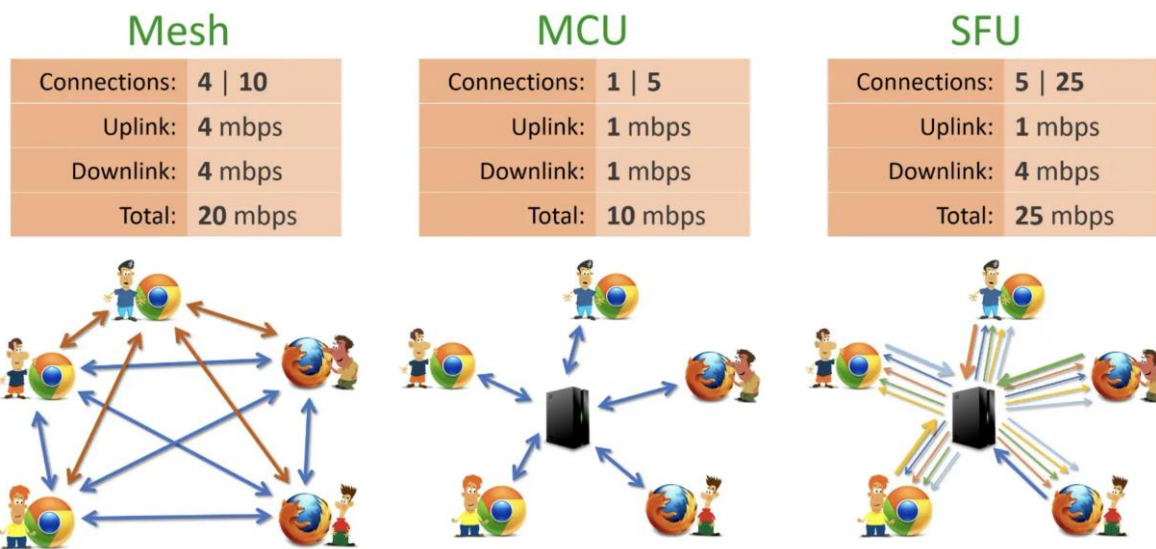 Mesh
Connections: 4 | 10
Uplink: 4 mbps
Downlink: 4 mbps
Total: 20 mbps
MCU
Connections: 1 | 5
Uplink: 1 mbps
Downlink: 1 mbps
Total: 10 mbps
SFU
Connections: 5 | 25
Uplink: 1 mbps
Downlink: 4 mbps
Total: 25 mbps